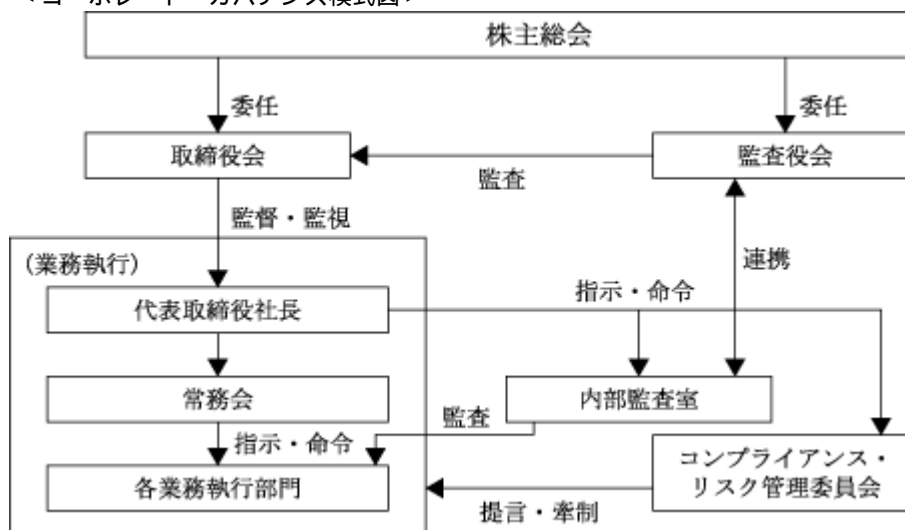 株主総会
委任
委任
取締役会
監査役会
監査
監督・監視
(業務執行)
連携
代表取締役社長
指示・命令
常務会
内部監査室
監査
指示・命令
コンプライアンス・
リスク管理委員会
各業務執行部門
提言・牽制